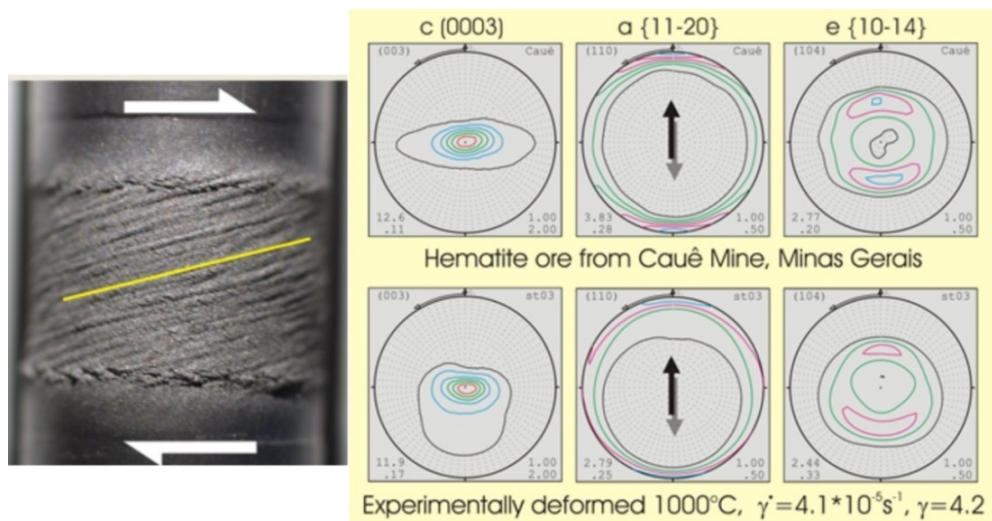 c (0003) a {11-20} e {10-14}
(003) Cauê (110) Cauê (104) Cauê
12.6 1.00 3.83 1.00 2.77 1.00
.11 2.00 .28 .50 .20 .50
Hematite ore from Cauê Mine, Minas Gerais
(003) st03 (110) st03 (104) st03
11.9 1.00 2.79 1.00 2.44 1.00
.17 2.00 .25 .50 .33 .50
Experimentally deformed 1000°C, γ˙=4.1*10⁻⁵s⁻¹, γ=4.2